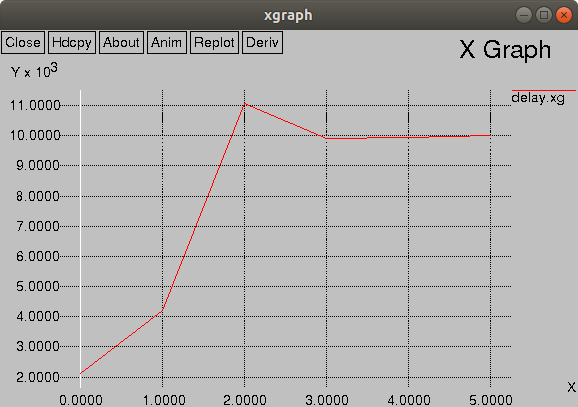 xgraph
Close Hdcpy About Anim Replot Deriv
X Graph
Y x 10³
delay.xg
11.0000
10.0000
9.0000
8.0000
7.0000
6.0000
5.0000
4.0000
3.0000
2.0000
X
0.0000 1.0000 2.0000 3.0000 4.0000 5.0000